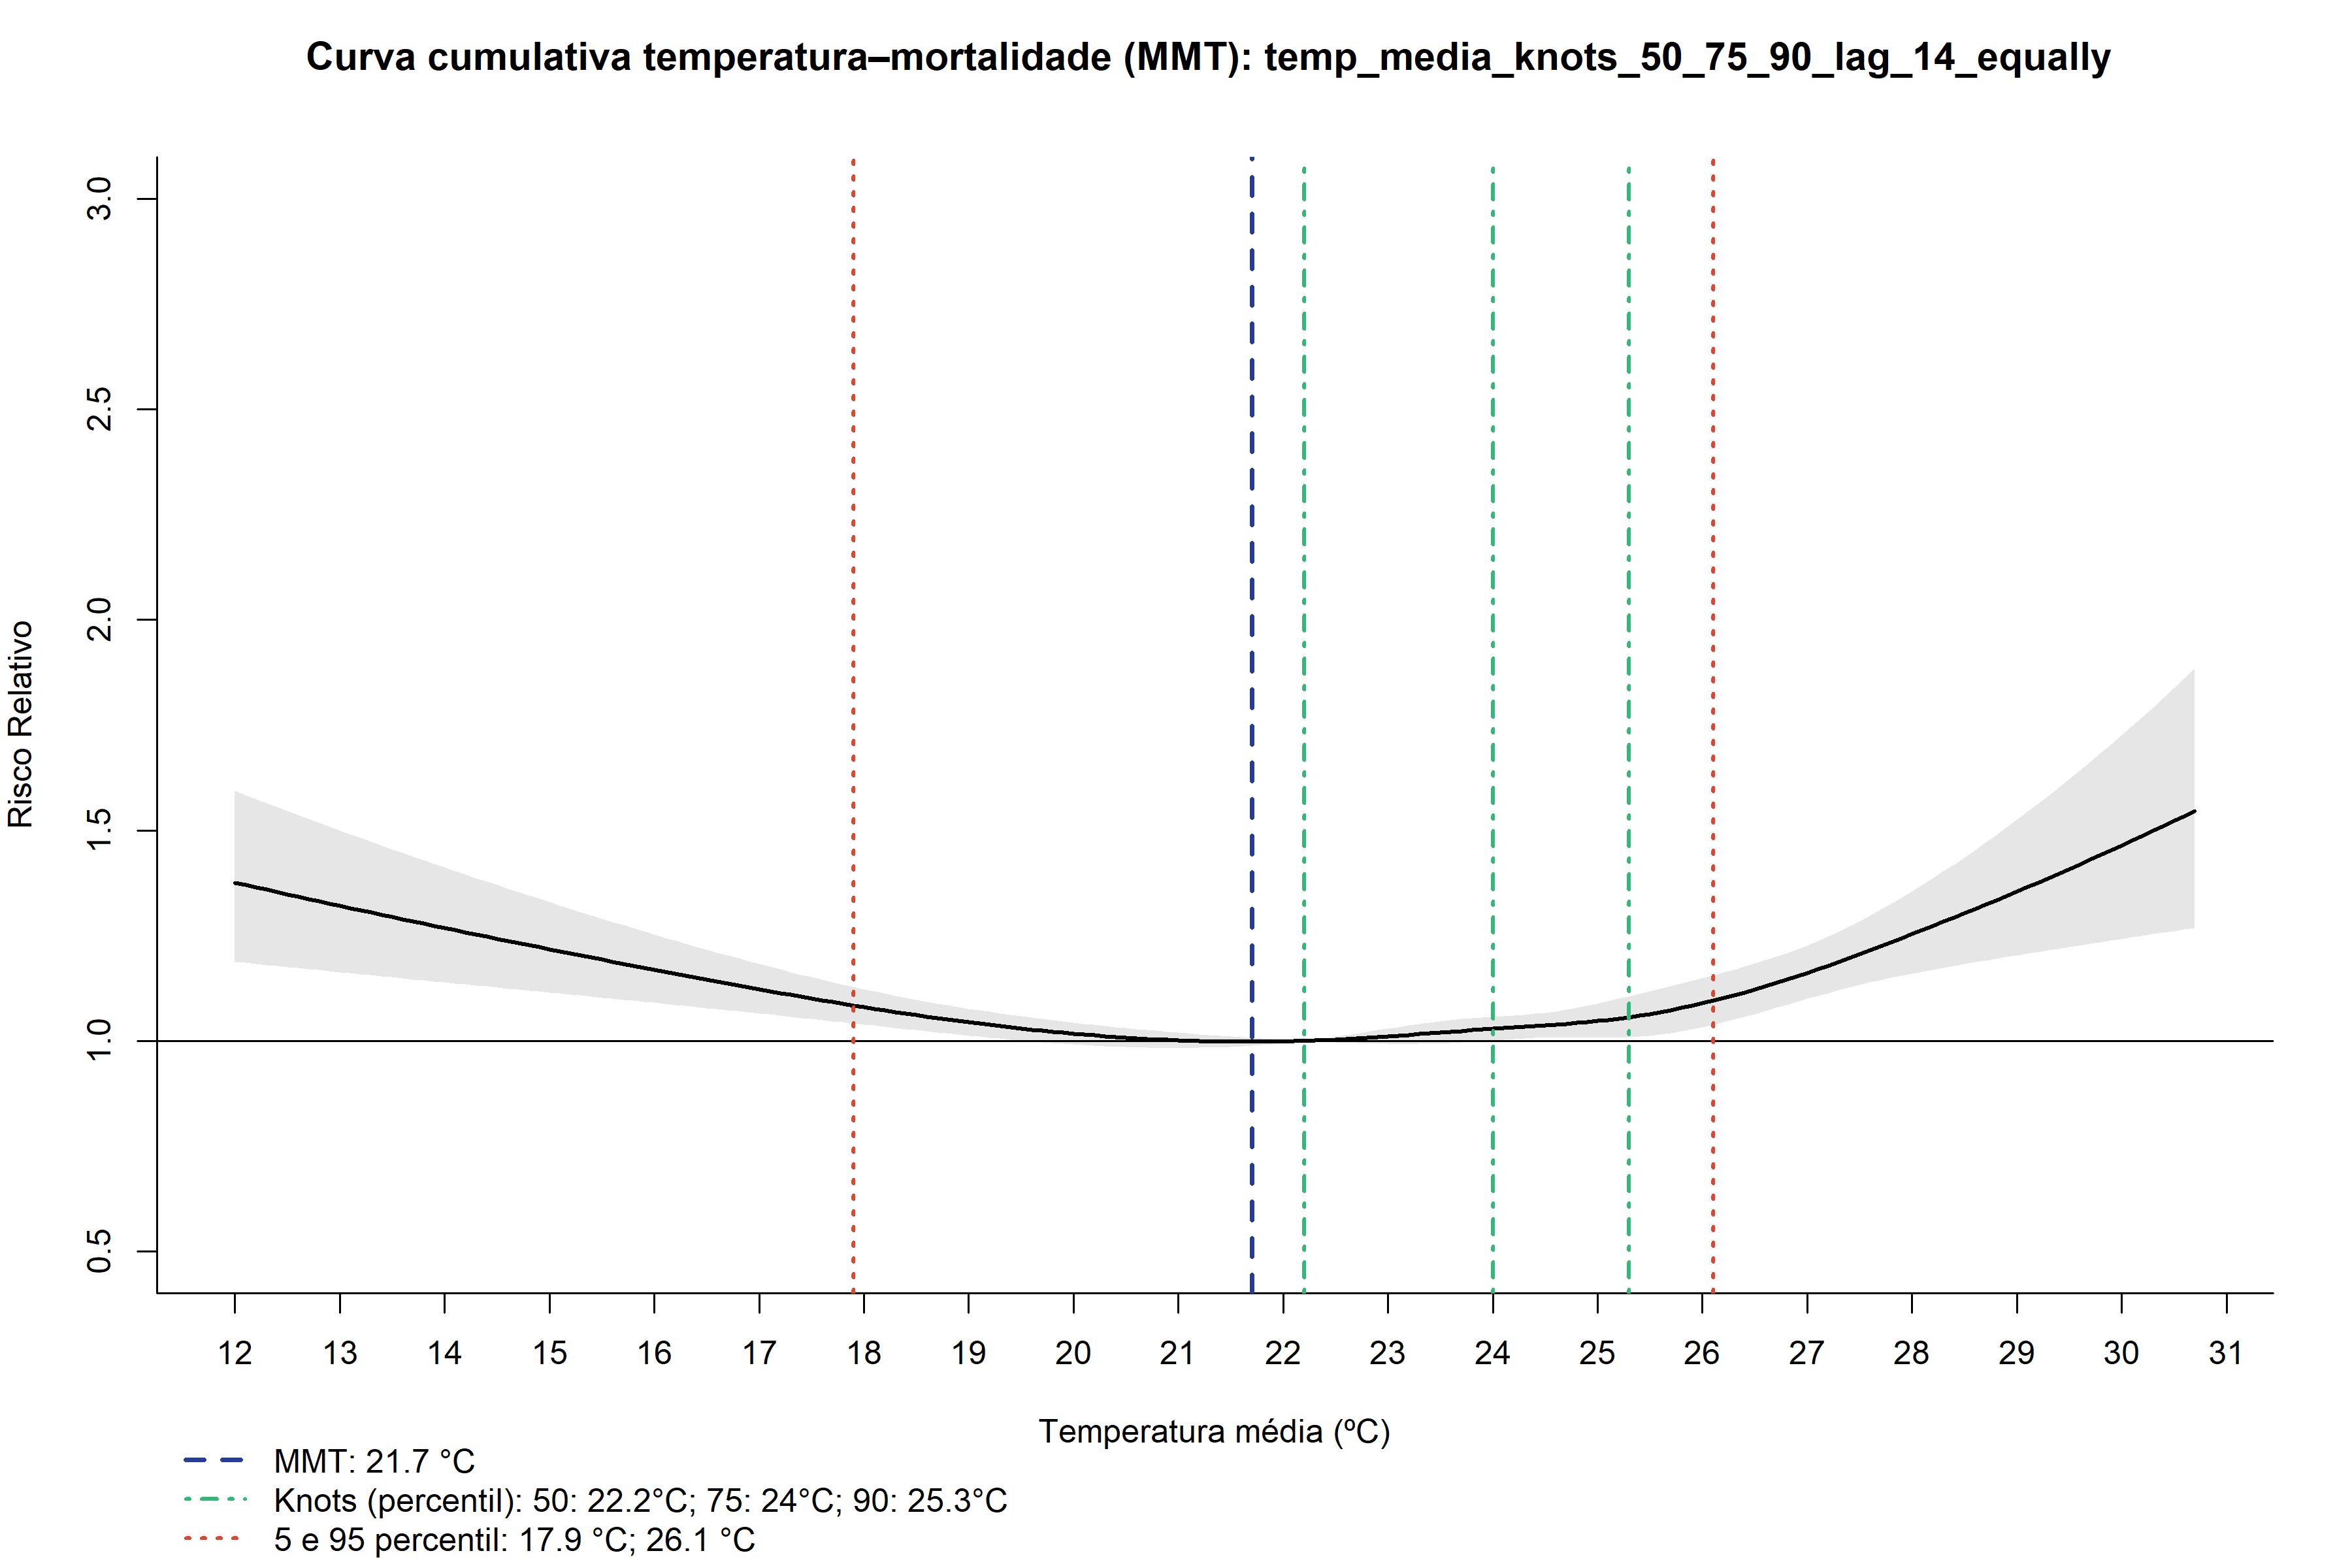 Curva cumulativa temperatura–mortalidade (MMT): temp_media_knots_50_75_90_lag_14_equally
3.0
2.5
2.0
1.5
1.0
0.5
Risco Relativo
12 13 14 15 16 17 18 19 20 21 22 23 24 25 26 27 28 29 30 31
Temperatura média (ºC)
MMT: 21.7 °C
Knots (percentil): 50: 22.2°C; 75: 24°C; 90: 25.3°C
5 e 95 percentil: 17.9 °C; 26.1 °C